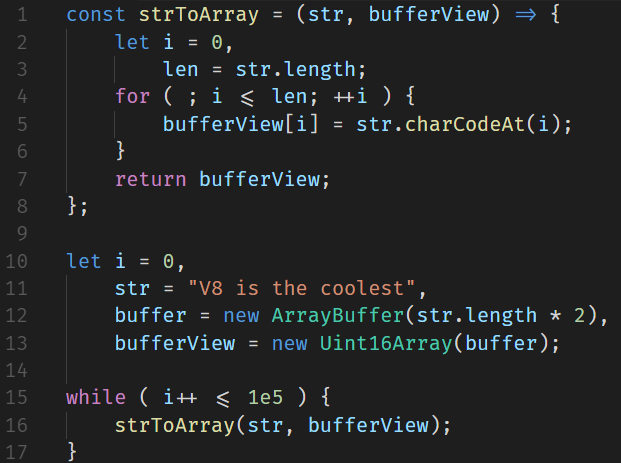 1 const strToArray = (str, bufferView) => {
2 let i = 0,
3 len = str.length;
4 for ( ; i <= len; ++i ) {
5 bufferView[i] = str.charCodeAt(i);
6 }
7 return bufferView;
8 };
9
10 let i = 0,
11 str = "V8 is the coolest",
12 buffer = new ArrayBuffer(str.length * 2),
13 bufferView = new Uint16Array(buffer);
14
15 while ( i++ <= 1e5 ) {
16 strToArray(str, bufferView);
17 }